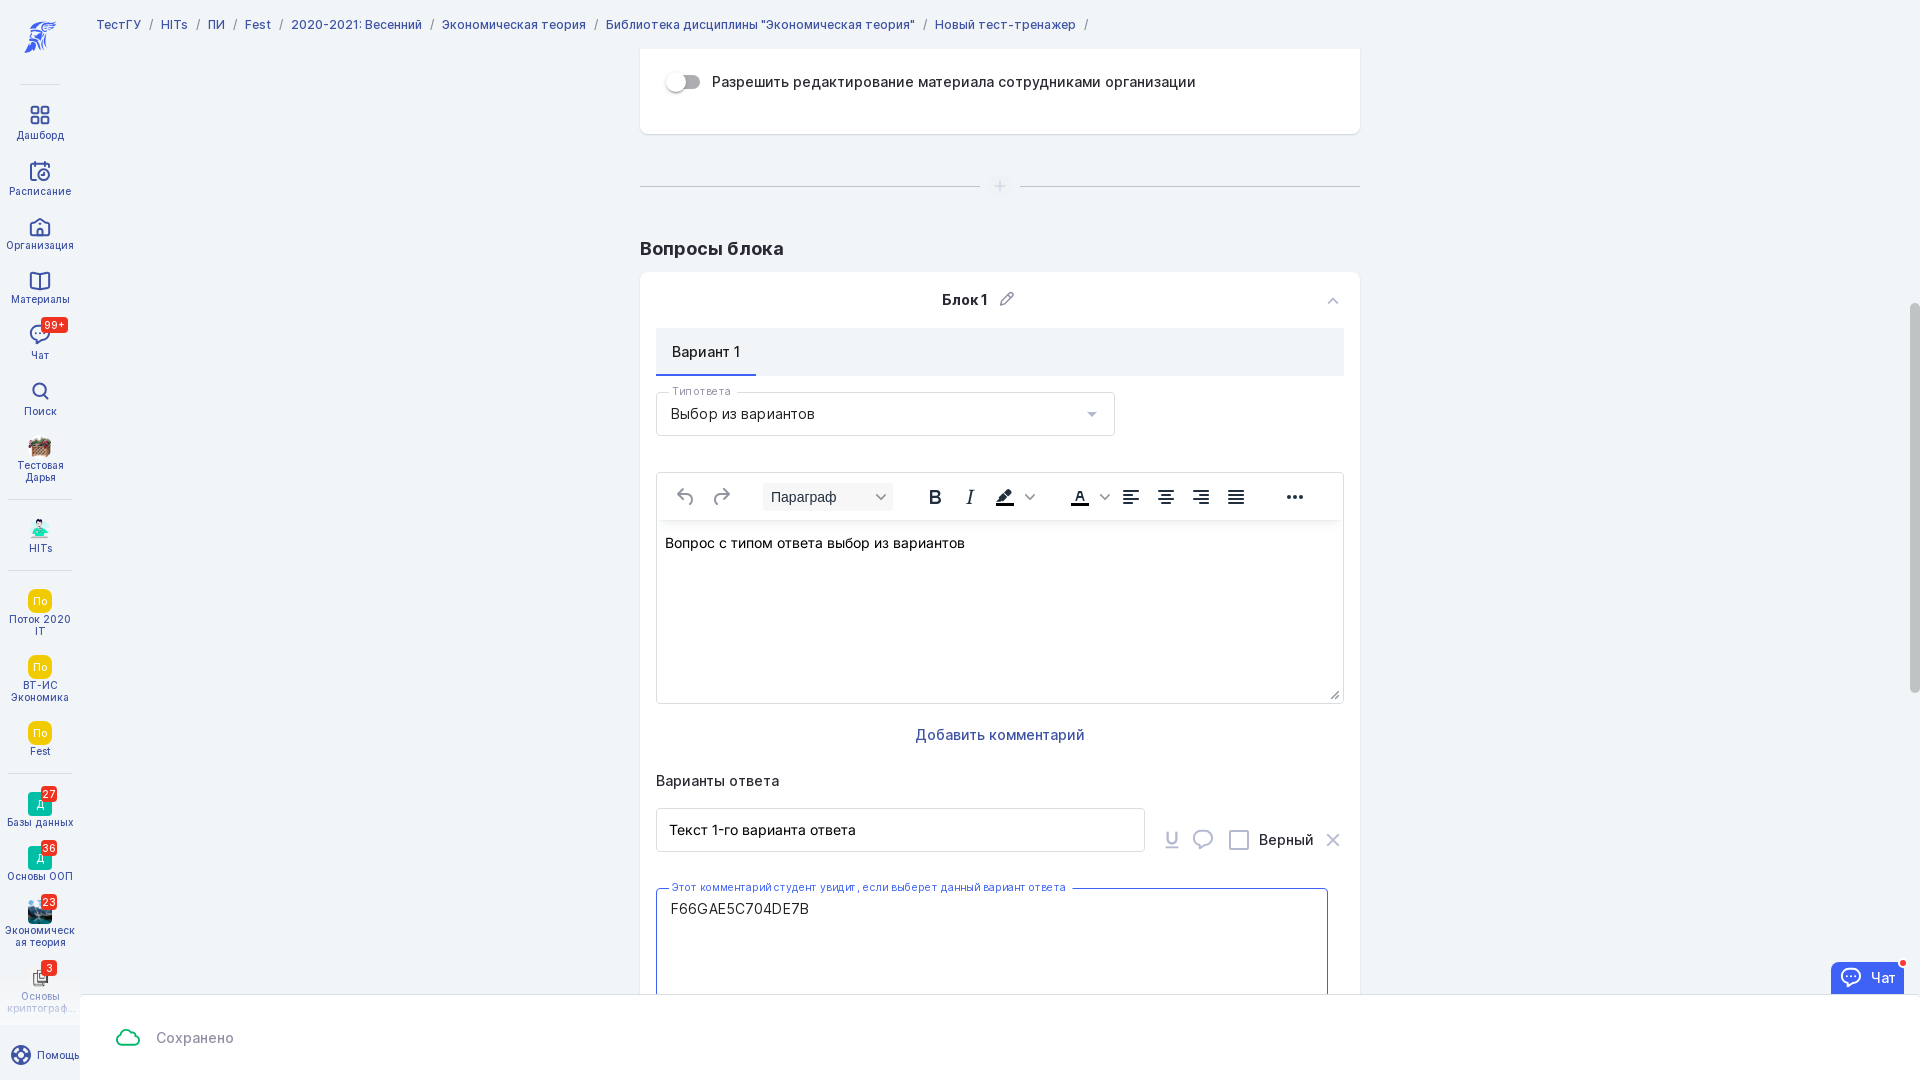 ТестГУ / HITs / ПИ / Fest / 2020-2021: Весенний / Экономическая теория / Библиотека дисциплины "Экономическая теория" / Новый тест-тренажер /
Дашборд
Расписание
Организация
Материалы
99+
Чат
Поиск
Тестовая
Дарья
HITs
По
Поток 2020
IT
По
ВТ-ИС
Экономика
По
Fest
27
Д
Базы данных
36
Д
Основы ООП
23
Экономическ
ая теория
3
Основы
криптограф...
Помощь
Разрешить редактирование материала сотрудниками организации
Вопросы блока
Блок 1
Вариант 1
Тип ответа
Выбор из вариантов
Параграф
Вопрос с типом ответа выбор из вариантов
Добавить комментарий
Варианты ответа
Текст 1-го варианта ответа
Верный
Этот комментарий студент увидит, если выберет данный вариант ответа
F66GAE5C704DE7B
Чат
Сохранено